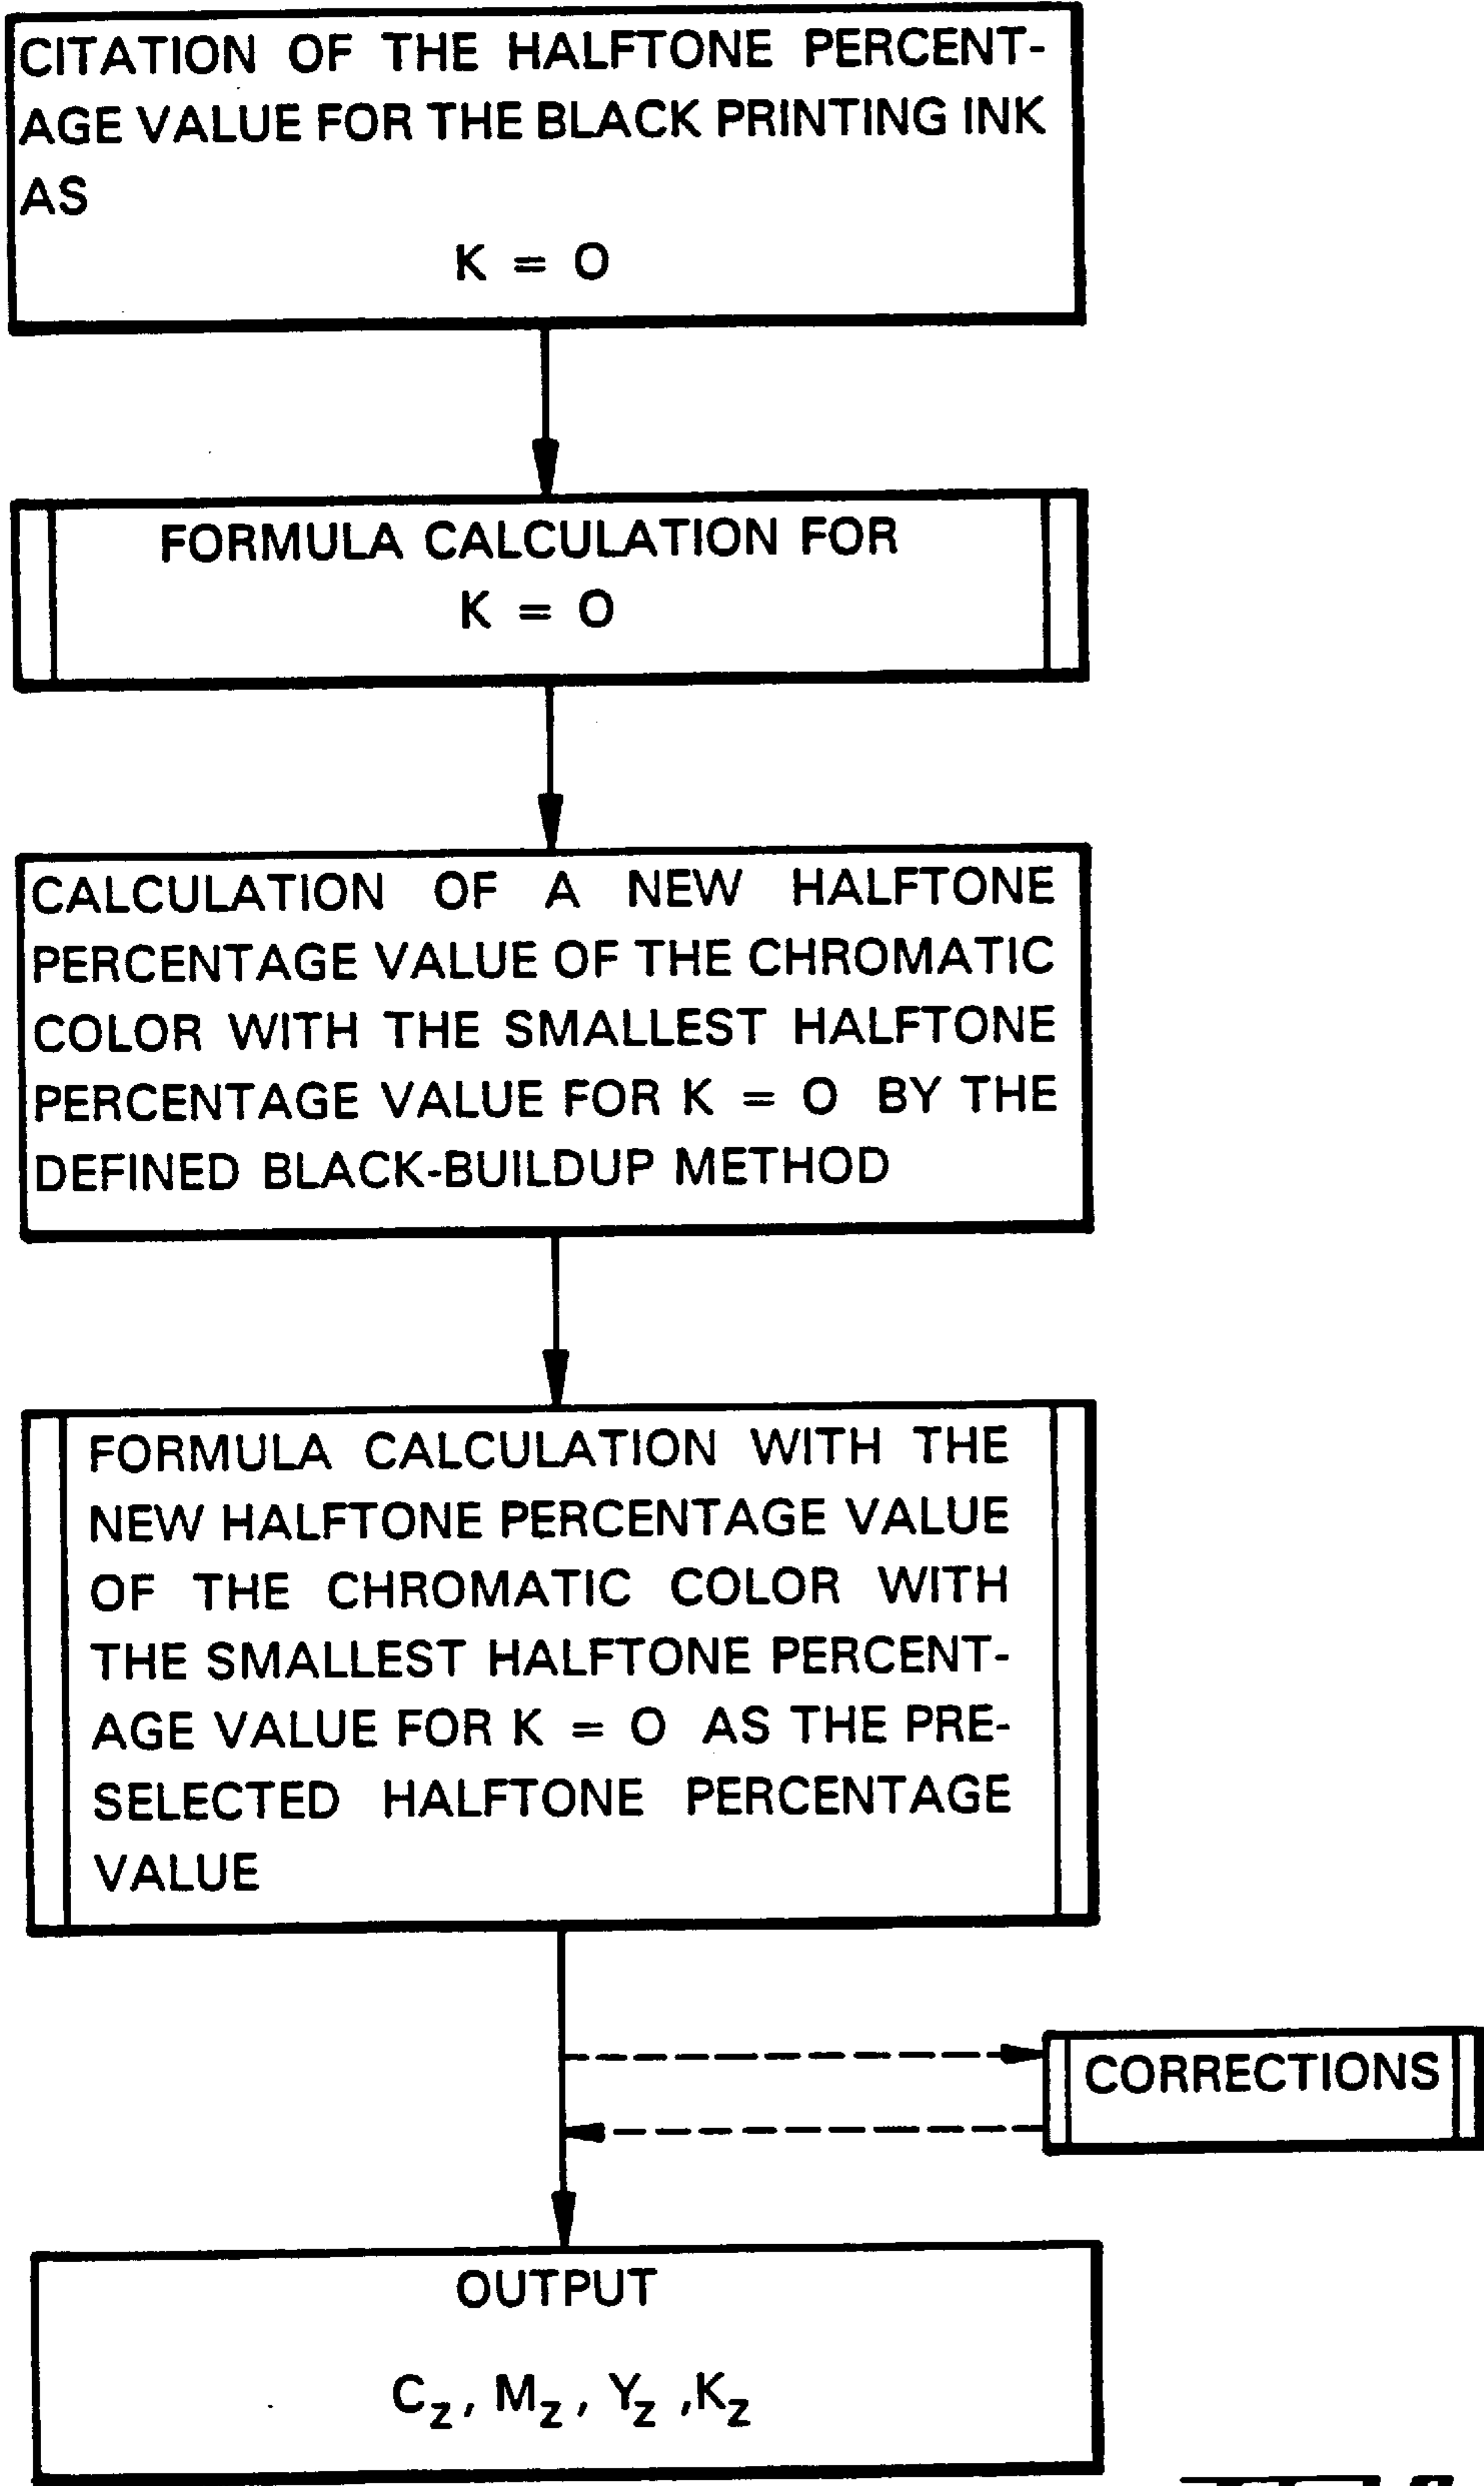 CITATION OF THE HALFTONE PERCENT-
AGE VALUE FOR THE BLACK PRINTING INK
AS
K = O
FORMULA CALCULATION FOR
K = O
CALCULATION OF A NEW HALFTONE
PERCENTAGE VALUE OF THE CHROMATIC
COLOR WITH THE SMALLEST HALFTONE
PERCENTAGE VALUE FOR K = O BY THE
DEFINED BLACK-BUILDUP METHOD
FORMULA CALCULATION WITH THE
NEW HALFTONE PERCENTAGE VALUE
OF THE CHROMATIC COLOR WITH
THE SMALLEST HALFTONE PERCENT-
AGE VALUE FOR K = O AS THE PRE-
SELECTED HALFTONE PERCENTAGE
VALUE
CORRECTIONS
OUTPUT
Cz, Mz, Yz ,Kz